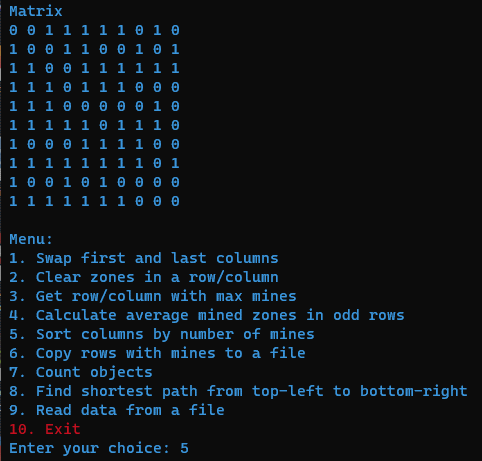 Matrix
0 0 1 1 1 1 1 0 1 0
1 0 0 1 1 0 0 1 0 1
1 1 0 0 1 1 1 1 1 1
1 1 1 0 1 1 1 0 0 0
1 1 1 0 0 0 0 0 1 0
1 1 1 1 1 0 1 1 1 0
1 0 0 0 1 1 1 1 0 0
1 1 1 1 1 1 1 1 0 1
1 0 0 1 0 1 0 0 0 0
1 1 1 1 1 1 1 0 0 0
Menu:
1. Swap first and last columns
2. Clear zones in a row/column
3. Get row/column with max mines
4. Calculate average mined zones in odd rows
5. Sort columns by number of mines
6. Copy rows with mines to a file
7. Count objects
8. Find shortest path from top-left to bottom-right
9. Read data from a file
10. Exit
Enter your choice: 5